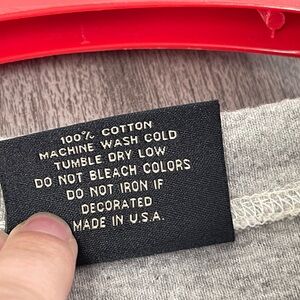 100% COTTON
MACHINE WASH COLD
TUMBLE DRY LOW
DO NOT BLEACH COLORS
DO NOT IRON IF
DECORATED
MADE IN U.S.A.